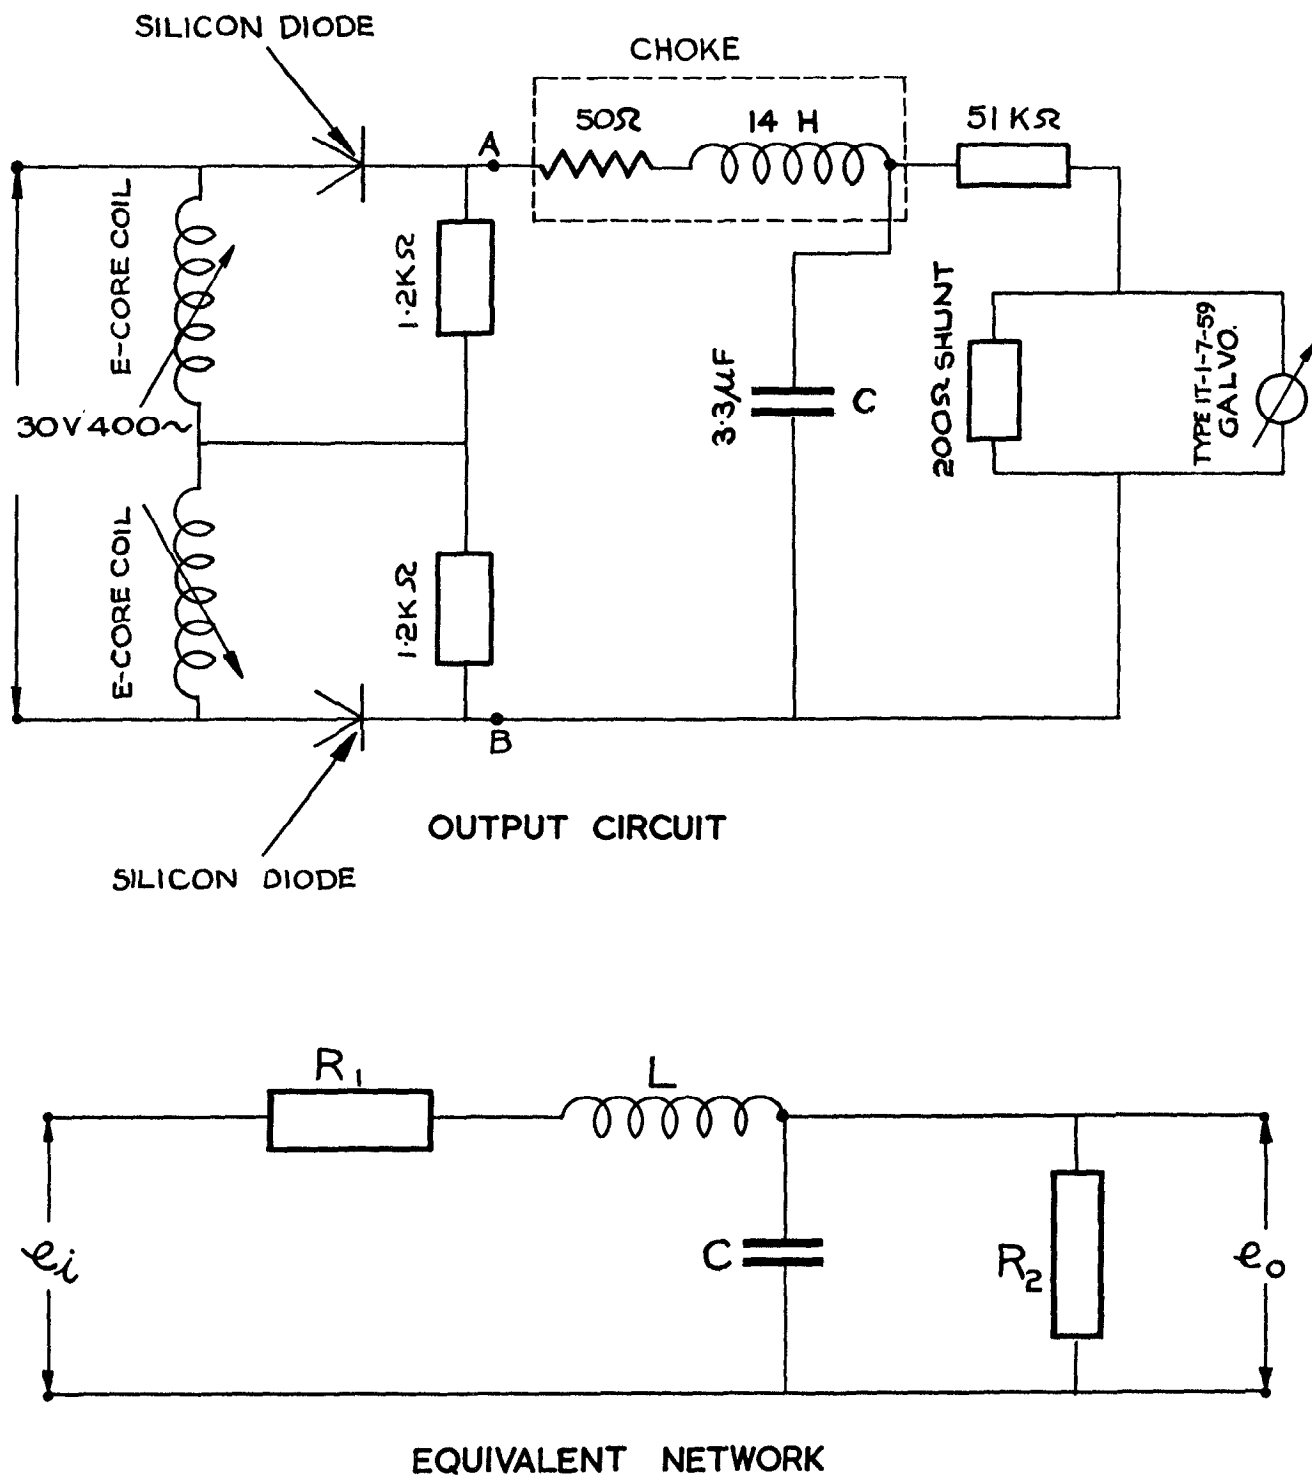 SILICON DIODE
CHOKE
50Ω
14 H
51 KΩ
A
E-CORE COIL
1·2KΩ
30V 400~
3·3μF
C
200Ω SHUNT
TYPE IT-1-7-59
GALVO.
E-CORE COIL
1·2KΩ
B
OUTPUT CIRCUIT
SILICON DIODE
R1
L
ei
C
R2
eo
EQUIVALENT NETWORK